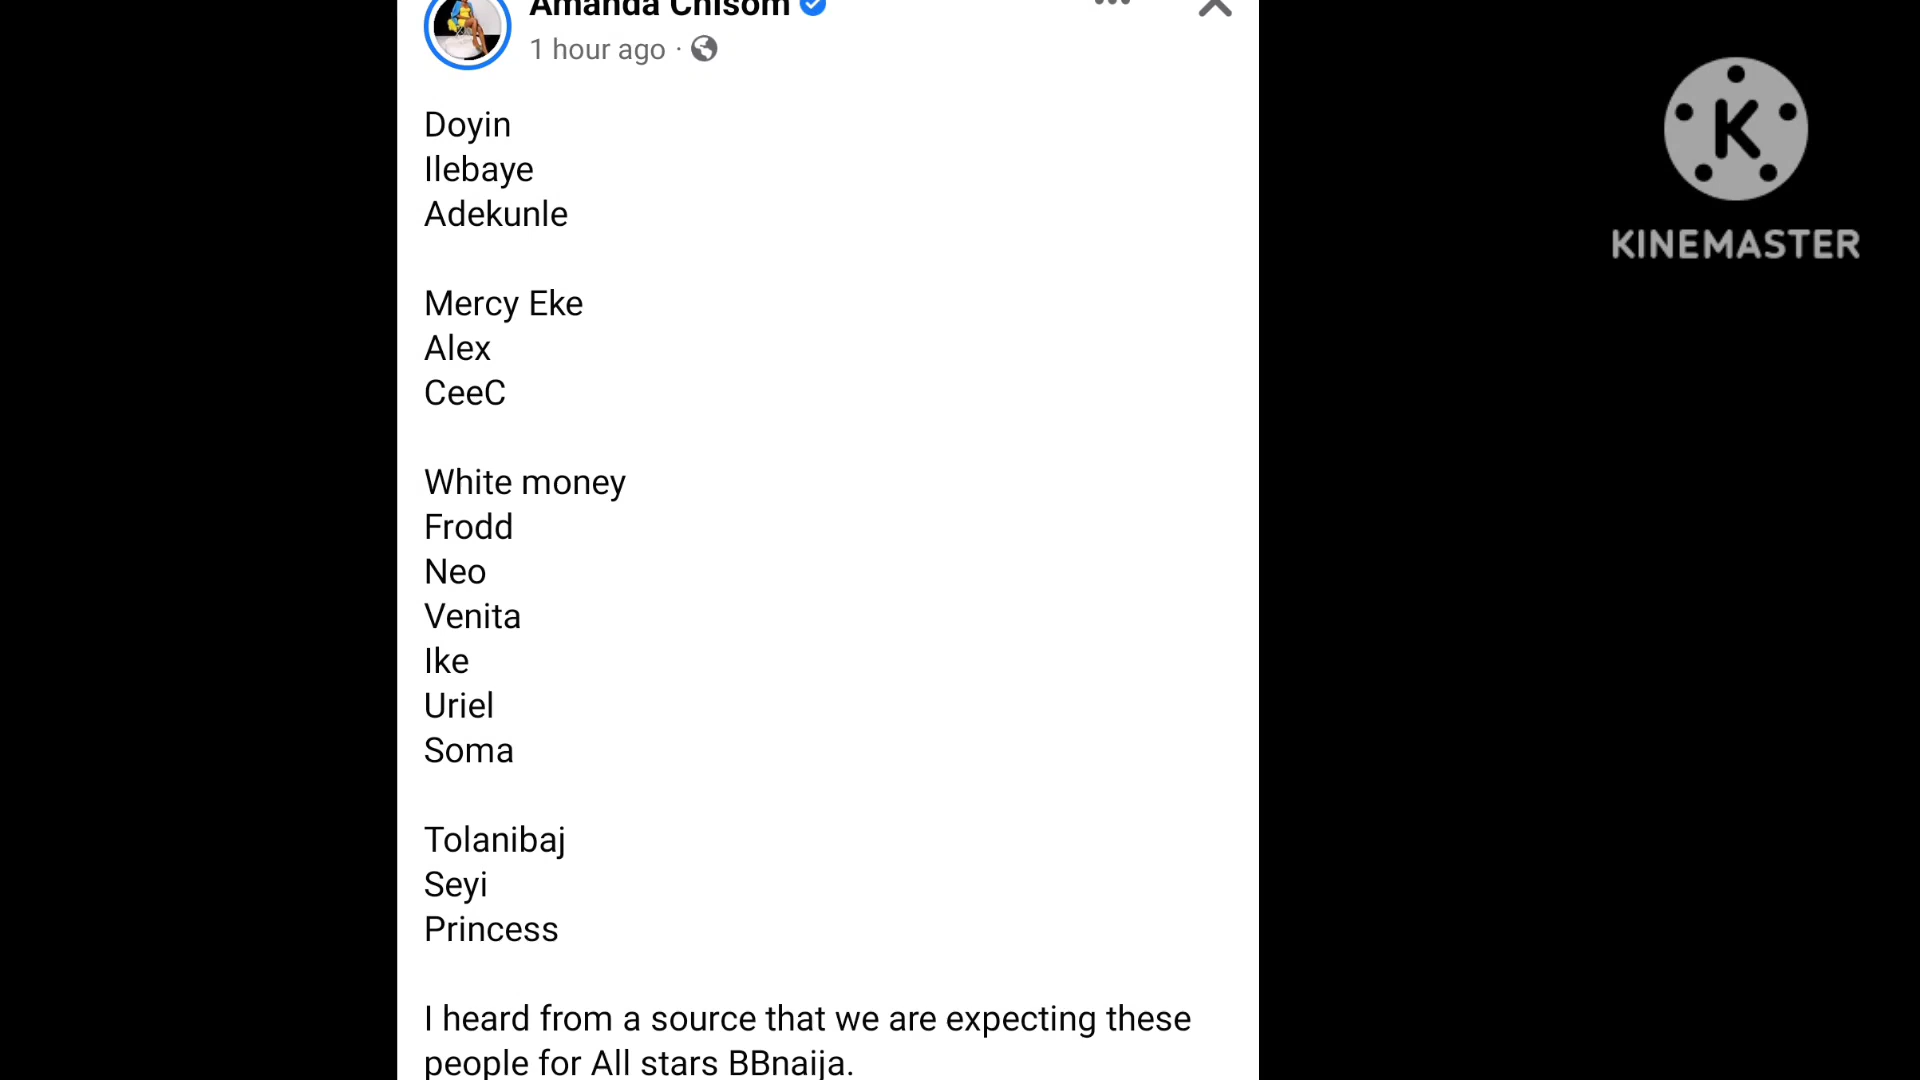 Amanda Chisom
1 hour ago ·
Doyin
Ilebaye
Adekunle
Mercy Eke
Alex
CeeC
White money
Frodd
Neo
Venita
Ike
Uriel
Soma
Tolanibaj
Seyi
Princess
I heard from a source that we are expecting these
people for All stars BBnaija.
K
KINEMASTER